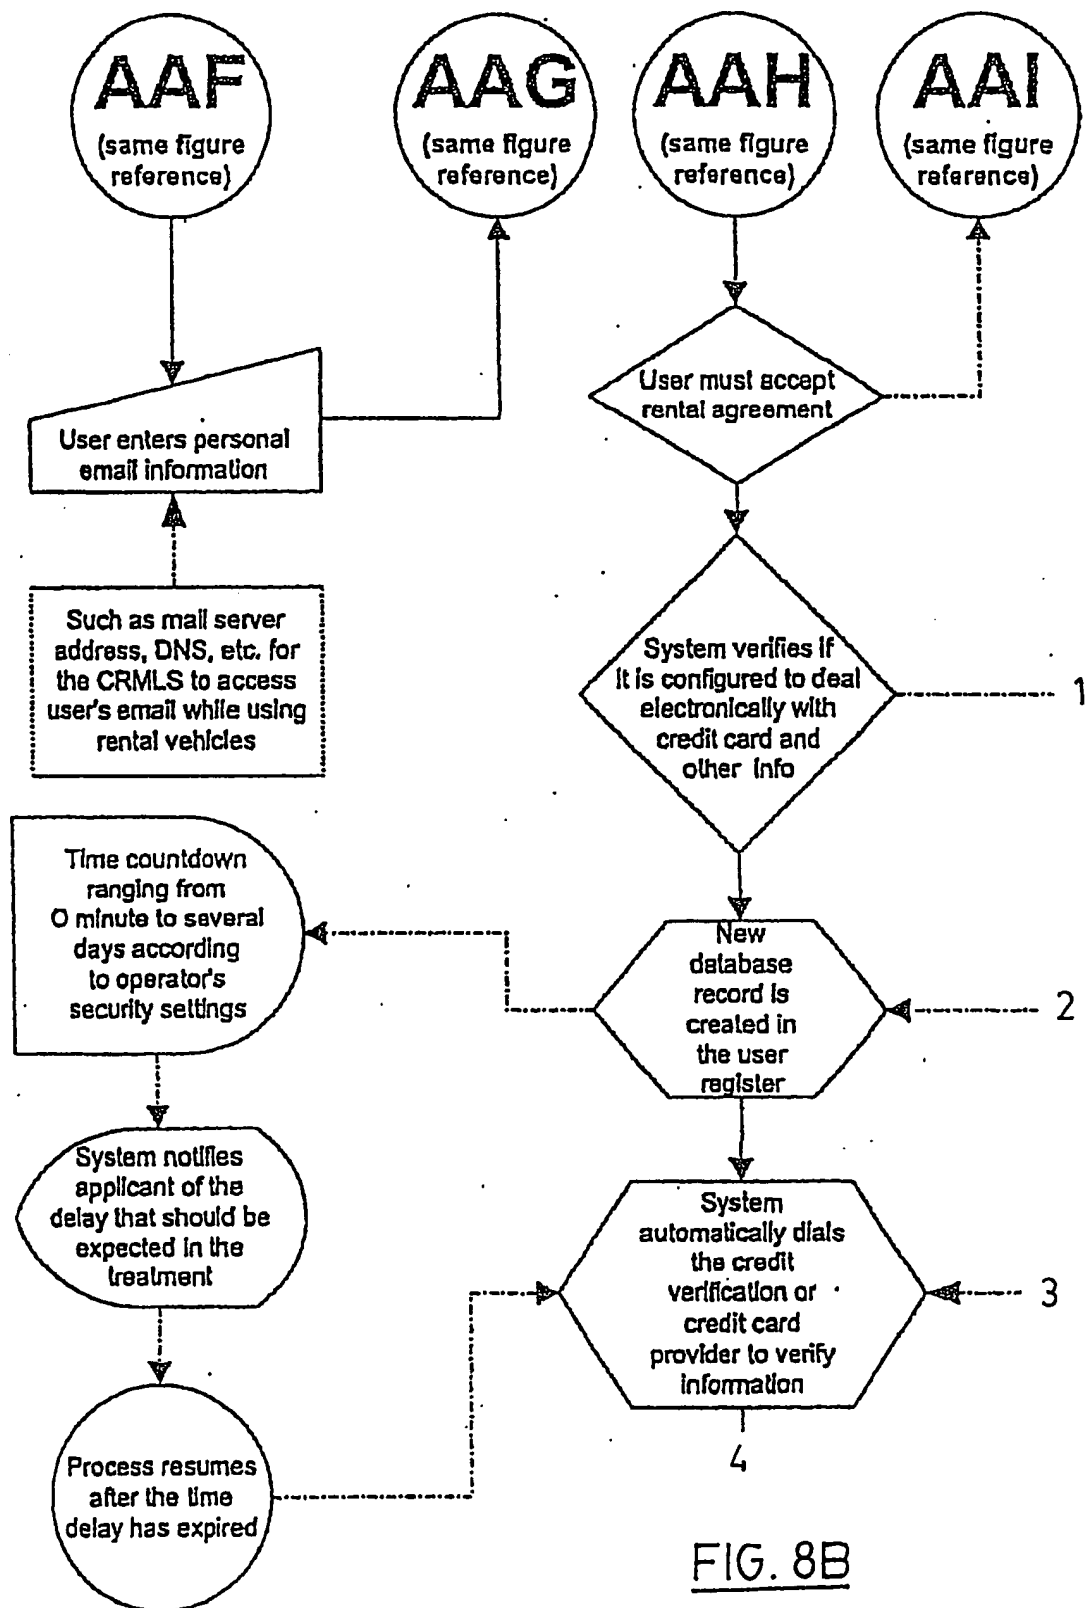 AAF
(same figure
reference)
AAG
(same figure
reference)
AAH
(same figure
reference)
AAI
(same figure
reference)
User enters personal
email information
User must accept
rental agreement
Such as mail server
address, DNS, etc. for
the CRMLS to access
user's email while using
rental vehicles
System verifies if
it is configured to deal
electronically with
credit card and
other info
1
Time countdown
ranging from
0 minute to several
days according
to operator's
security settings
New
database
record is
created in
the user
register
2
System notifies
applicant of the
delay that should be
expected in the
treatment
System
automatically dials
the credit
verification or
credit card
provider to verify
information
3
4
Process resumes
after the time
delay has expired
FIG. 8B